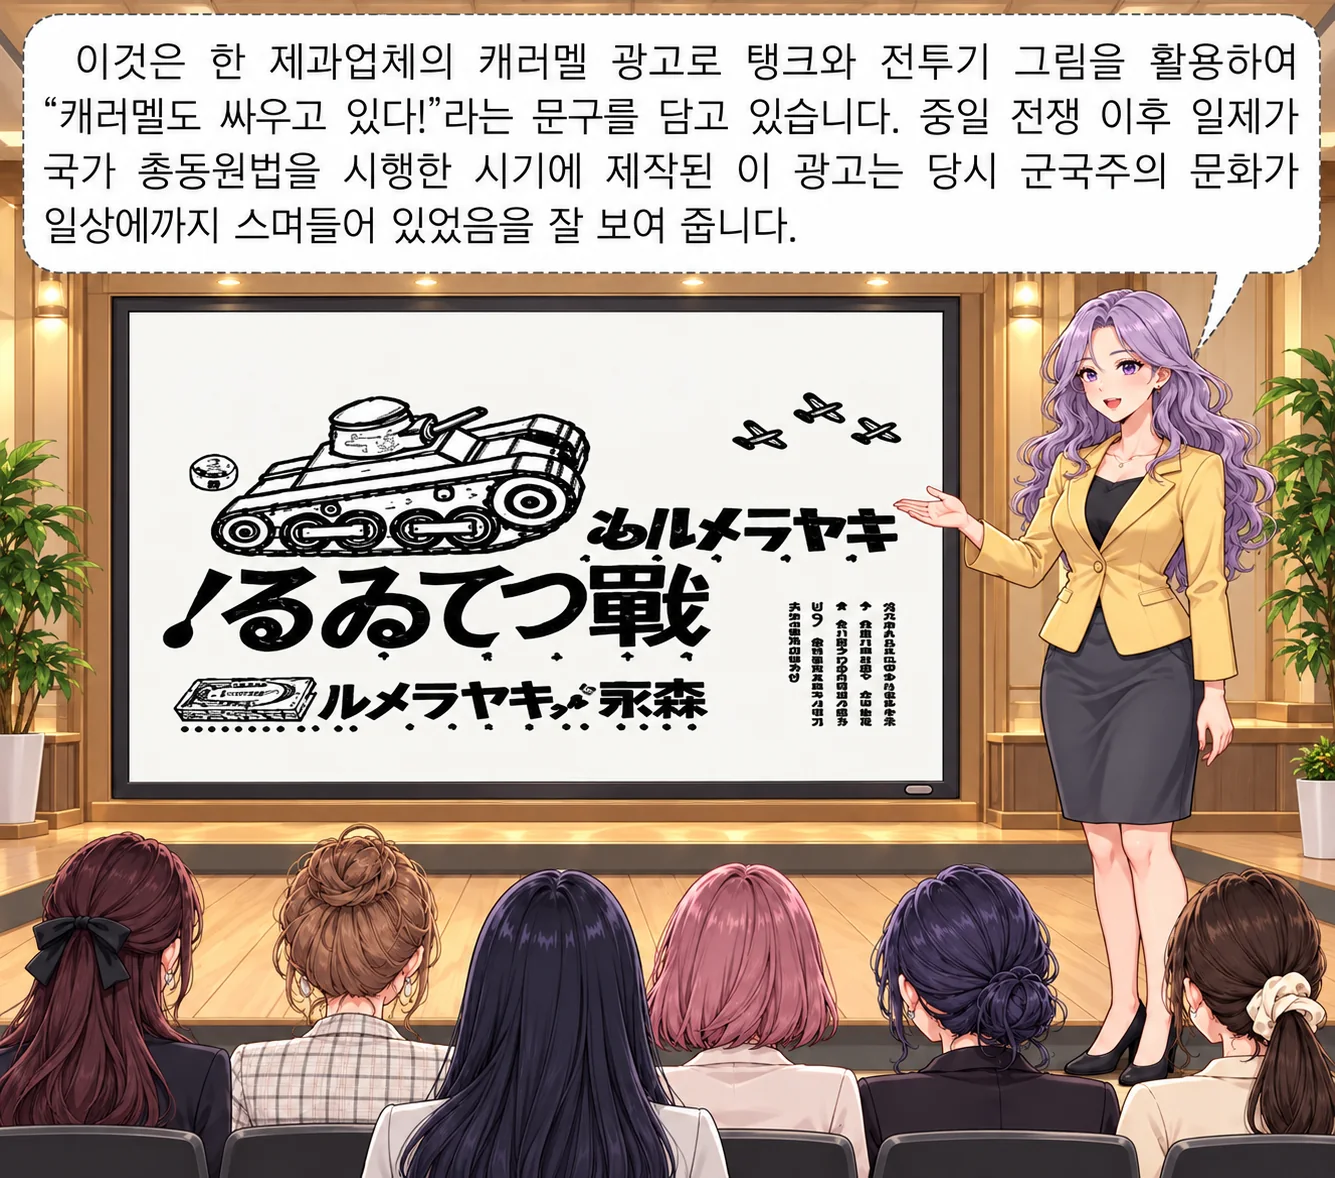 이것은 한 제과업체의 캐러멜 광고로 탱크와 전투기 그림을 활용하여
“캐러멜도 싸우고 있다!”라는 문구를 담고 있습니다. 중일 전쟁 이후 일제가
국가 총동원법을 시행한 시기에 제작된 이 광고는 당시 군국주의 문화가
일상에까지 스며들어 있었음을 잘 보여 줍니다.
キヤラメルも
戰つてゐる!
森永 キヤラメル